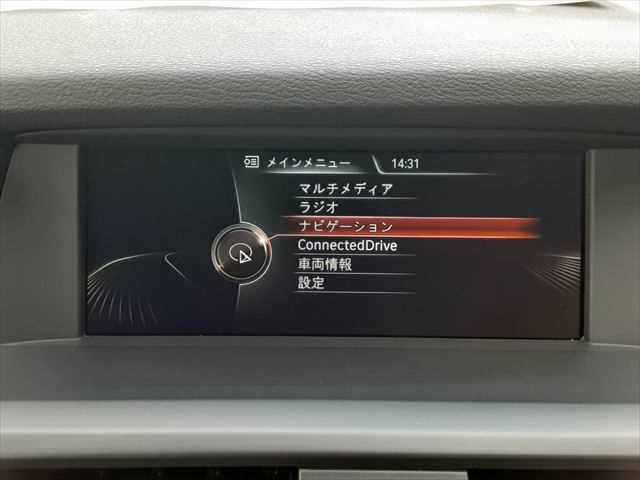 メインメニュー 14:31
マルチメディア
ラジオ
ナビゲーション
ConnectedDrive
車両情報
設定